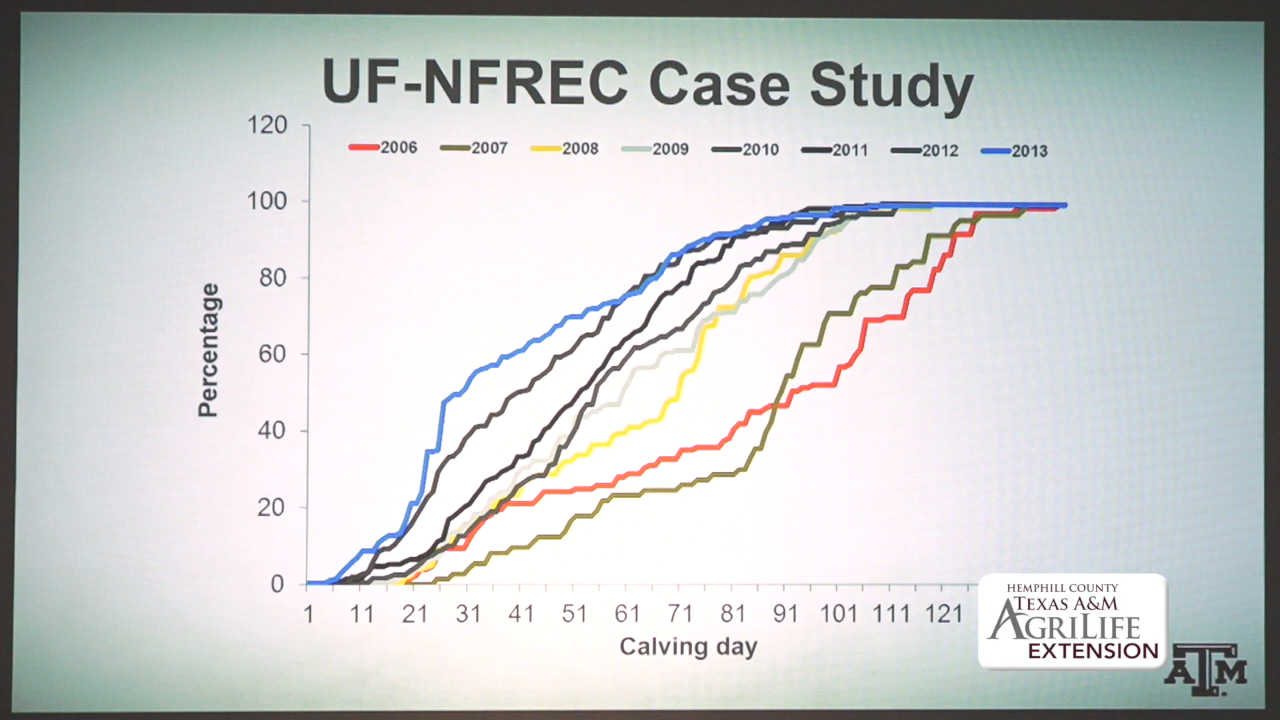 UF-NFREC Case Study
120
2006 2007 2008 2009 2010 2011 2012 2013
100
80
60
40
20
0
Percentage
1 11 21 31 41 51 61 71 81 91 101 111 121
Calving day
HEMPHILL COUNTY
TEXAS A&M
AGRILIFE
EXTENSION
ATM